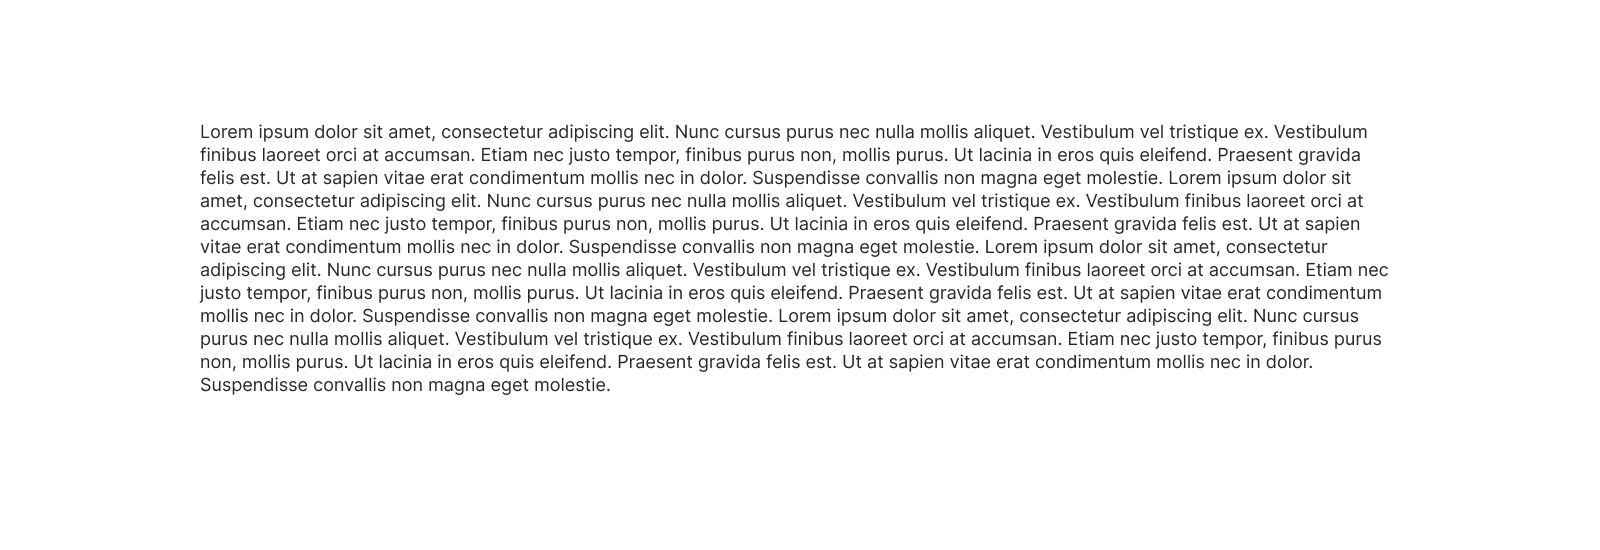 Lorem ipsum dolor sit amet, consectetur adipiscing elit. Nunc cursus purus nec nulla mollis aliquet. Vestibulum vel tristique ex. Vestibulum
finibus laoreet orci at accumsan. Etiam nec justo tempor, finibus purus non, mollis purus. Ut lacinia in eros quis eleifend. Praesent gravida
felis est. Ut at sapien vitae erat condimentum mollis nec in dolor. Suspendisse convallis non magna eget molestie. Lorem ipsum dolor sit
amet, consectetur adipiscing elit. Nunc cursus purus nec nulla mollis aliquet. Vestibulum vel tristique ex. Vestibulum finibus laoreet orci at
accumsan. Etiam nec justo tempor, finibus purus non, mollis purus. Ut lacinia in eros quis eleifend. Praesent gravida felis est. Ut at sapien
vitae erat condimentum mollis nec in dolor. Suspendisse convallis non magna eget molestie. Lorem ipsum dolor sit amet, consectetur
adipiscing elit. Nunc cursus purus nec nulla mollis aliquet. Vestibulum vel tristique ex. Vestibulum finibus laoreet orci at accumsan. Etiam nec
justo tempor, finibus purus non, mollis purus. Ut lacinia in eros quis eleifend. Praesent gravida felis est. Ut at sapien vitae erat condimentum
mollis nec in dolor. Suspendisse convallis non magna eget molestie. Lorem ipsum dolor sit amet, consectetur adipiscing elit. Nunc cursus
purus nec nulla mollis aliquet. Vestibulum vel tristique ex. Vestibulum finibus laoreet orci at accumsan. Etiam nec justo tempor, finibus purus
non, mollis purus. Ut lacinia in eros quis eleifend. Praesent gravida felis est. Ut at sapien vitae erat condimentum mollis nec in dolor.
Suspendisse convallis non magna eget molestie.